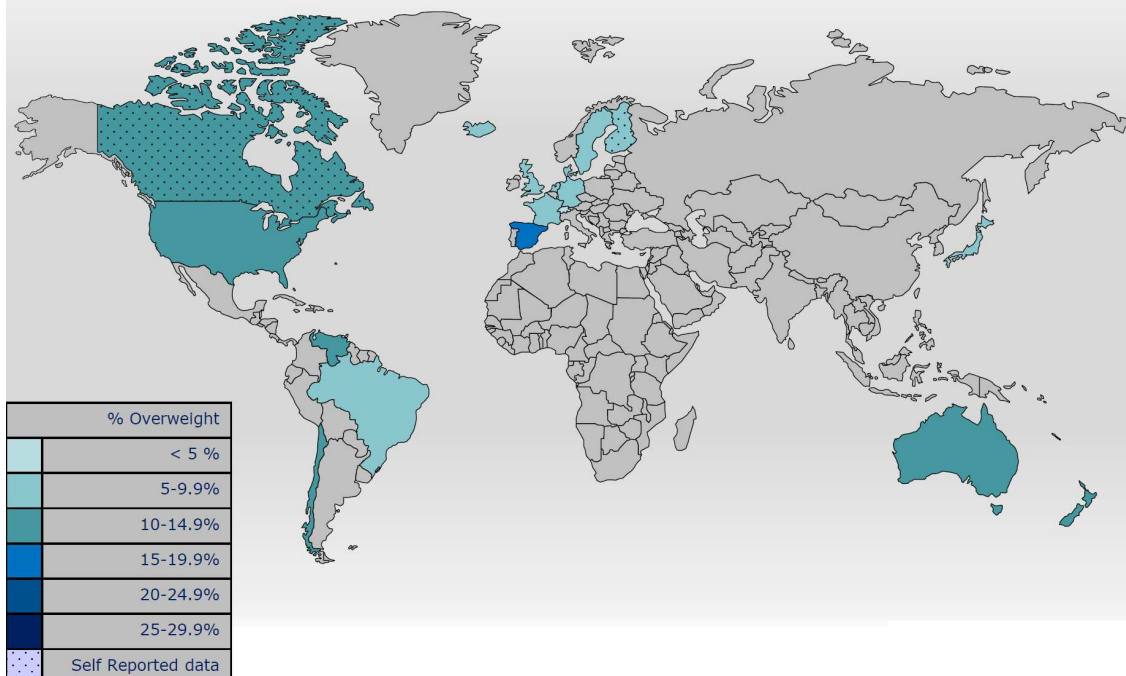 % Overweight
< 5 %
5-9.9%
10-14.9%
15-19.9%
20-24.9%
25-29.9%
Self Reported data